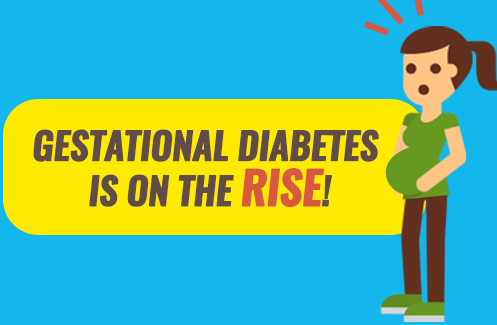 GESTATIONAL DIABETES
IS ON THE RISE!